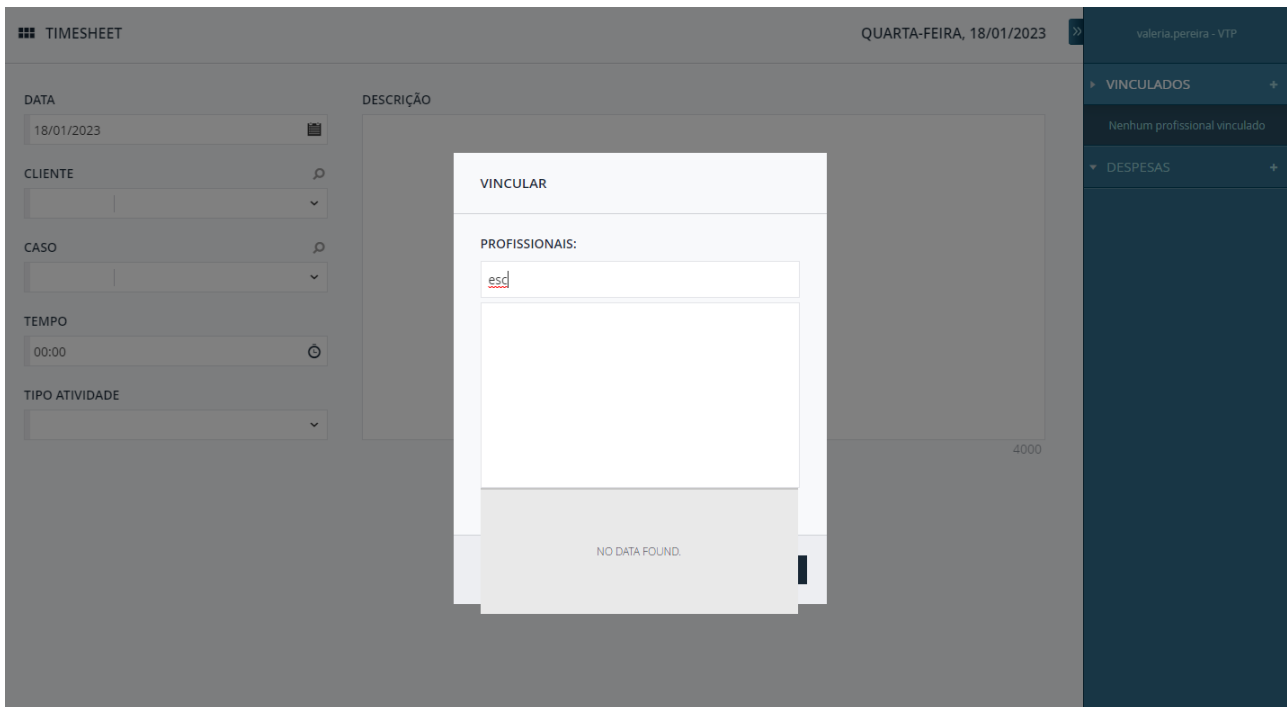 TIMESHEET
QUARTA-FEIRA, 18/01/2023
valeria.pereira - VTP
DATA
18/01/2023
CLIENTE
CASO
TEMPO
00:00
TIPO ATIVIDADE
DESCRIÇÃO
4000
VINCULAR
PROFISSIONAIS:
esc
NO DATA FOUND.
VINCULADOS +
Nenhum profissional vinculado
DESPESAS +